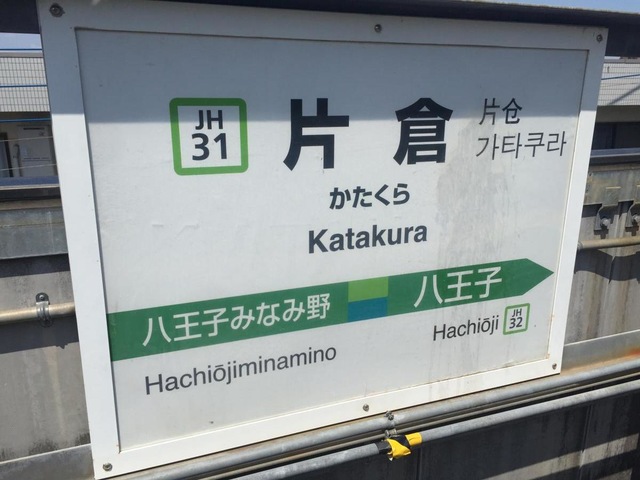 JH
31
片倉
片仓
가타쿠라
かたくら
Katakura
八王子みなみ野
八王子
Hachiōjiminamino
Hachiōji
JH
32